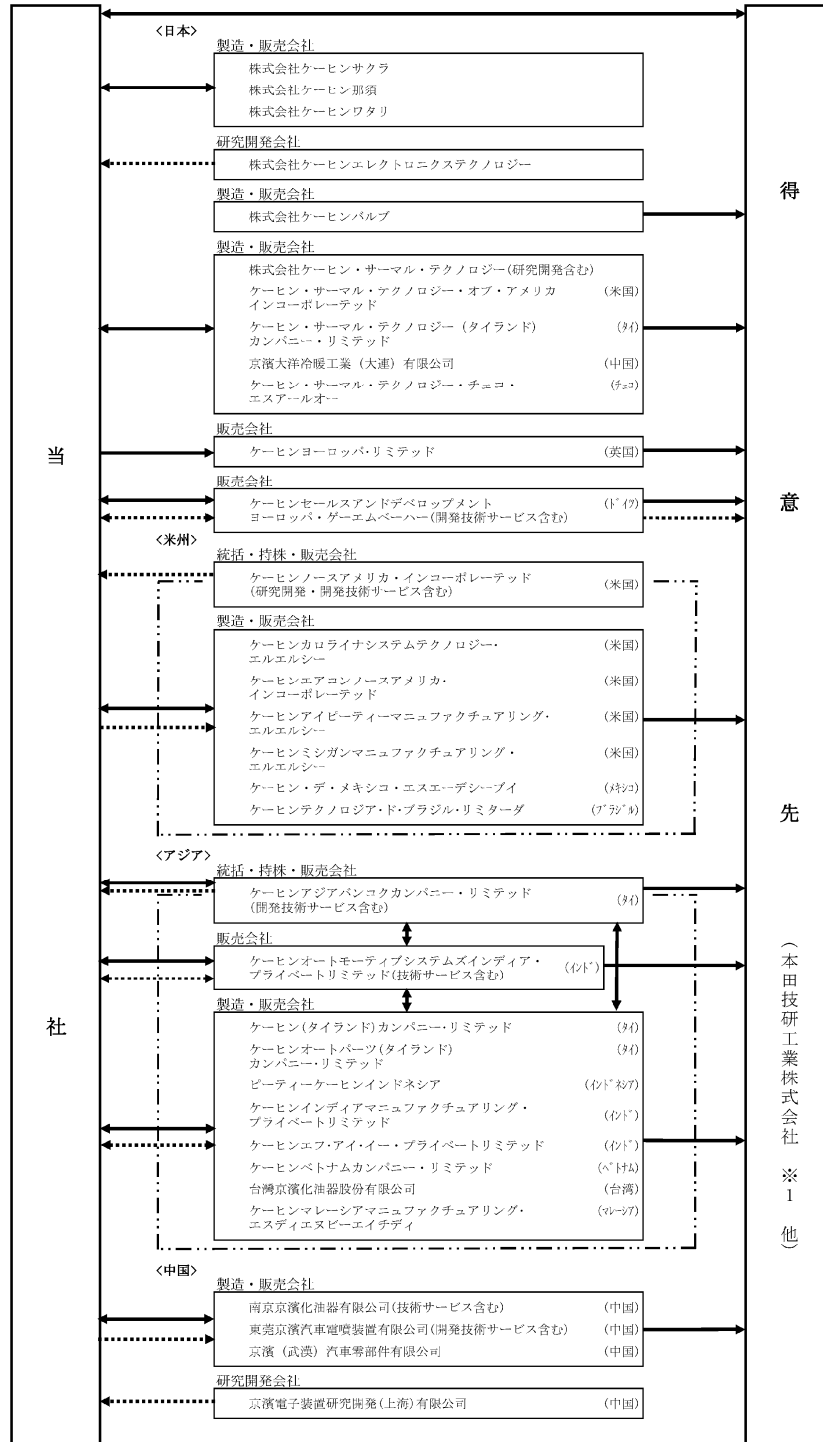 <日本>
製造・販売会社
株式会社ケーヒンサクラ
株式会社ケーヒン那須
株式会社ケーヒンワタリ
研究開発会社
株式会社ケーヒンエレクトロニクステクノロジー
製造・販売会社
株式会社ケーヒンバルブ
製造・販売会社
株式会社ケーヒン・サーマル・テクノロジー(研究開発含む)
ケーヒン・サーマル・テクノロジー・オブ・アメリカ (米国)
インコーポレーテッド
ケーヒン・サーマル・テクノロジー（タイランド） (タイ)
カンパニー・リミテッド
京濱大洋冷暖工業（大連）有限公司 (中国)
ケーヒン・サーマル・テクノロジー・チェコ・ (チェコ)
エスアールオー
販売会社
ケーヒンヨーロッパ・リミテッド (英国)
販売会社
ケーヒンセールスアンドデベロップメント (ドイツ)
ヨーロッパ・ゲーエムベーハー(開発技術サービス含む)
<米州>
統括・持株・販売会社
ケーヒンノースアメリカ・インコーポレーテッド (米国)
(研究開発・開発技術サービス含む)
製造・販売会社
ケーヒンカロライナシステムテクノロジー・ (米国)
エルエルシー
ケーヒンエアコンノースアメリカ・ (米国)
インコーポレーテッド
ケーヒンアイピーティーマニュファクチュアリング・ (米国)
エルエルシー
ケーヒンミシガンマニュファクチュアリング・ (米国)
エルエルシー
ケーヒン・デ・メキシコ・エスエーデシーブイ (メキシコ)
ケーヒンテクノロジア・ド・ブラジル・リミターダ (ブラジル)
<アジア>
統括・持株・販売会社
ケーヒンアジアバンコクカンパニー・リミテッド (タイ)
(開発技術サービス含む)
販売会社
ケーヒンオートモーティブシステムズインディア・ (インド)
プライベートリミテッド(技術サービス含む)
製造・販売会社
ケーヒン(タイランド)カンパニー・リミテッド (タイ)
ケーヒンオートパーツ(タイランド) (タイ)
カンパニー・リミテッド
ピーティーケーヒンインドネシア (インドネシア)
ケーヒンインディアマニュファクチュアリング・ (インド)
プライベートリミテッド
ケーヒンエフ・アイ・イー・プライベートリミテッド (インド)
ケーヒンベトナムカンパニー・リミテッド (ベトナム)
台灣京濱化油器股份有限公司 (台湾)
ケーヒンマレーシアマニュファクチュアリング・ (マレーシア)
エスディエヌビーエイチディ
<中国>
製造・販売会社
南京京濱化油器有限公司(技術サービス含む) (中国)
東莞京濱汽車電噴装置有限公司(開発技術サービス含む) (中国)
京濱（武漢）汽車零部件有限公司 (中国)
研究開発会社
京濱電子装置研究開発(上海)有限公司 (中国)
当社
得意先
（本田技研工業株式会社 ※1 他）